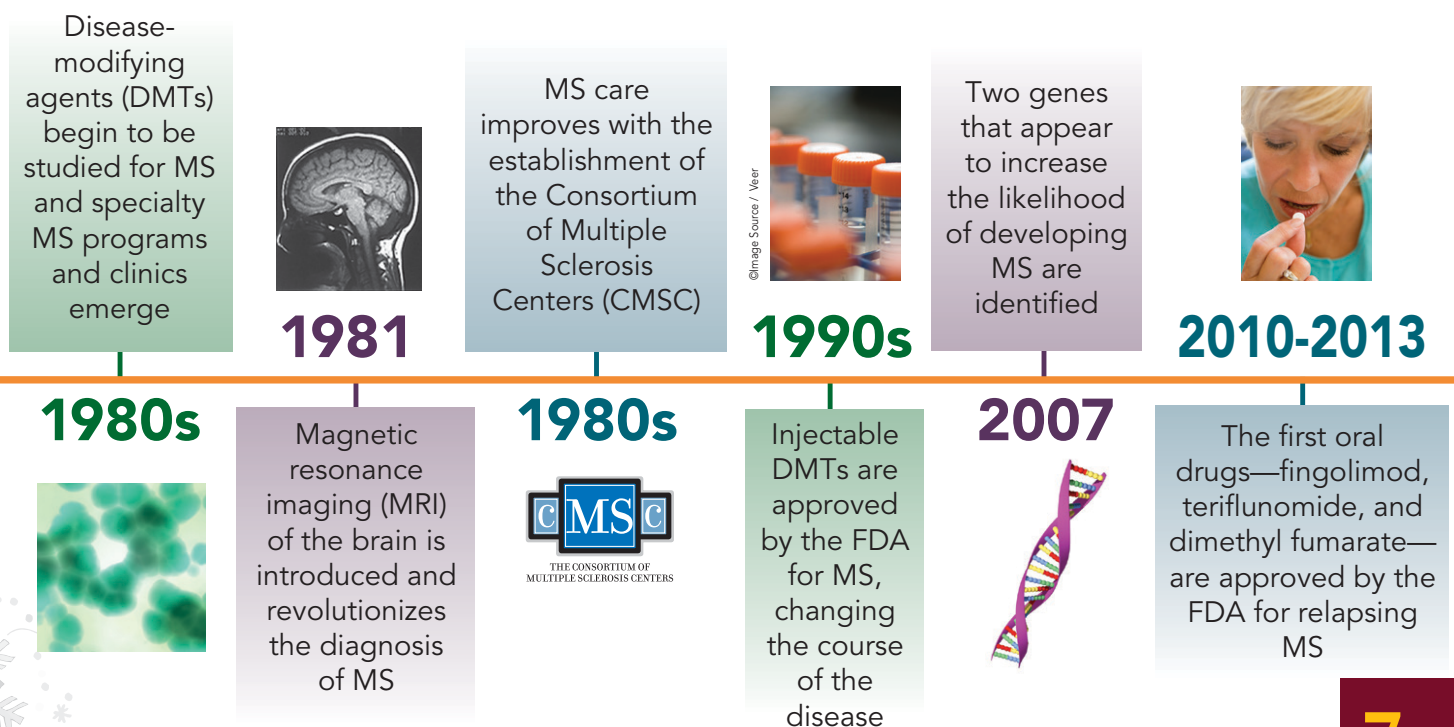 Disease-
modifying
agents (DMTs)
begin to be
studied for MS
and specialty
MS programs
and clinics
emerge
1980s
1981
Magnetic
resonance
imaging (MRI)
of the brain is
introduced and
revolutionizes
the diagnosis
of MS
MS care
improves with the
establishment of
the Consortium
of Multiple
Sclerosis
Centers (CMSC)
1980s
C MS C
THE CONSORTIUM OF
MULTIPLE SCLEROSIS CENTERS
©Image Source / Veer
1990s
Injectable
DMTs are
approved
by the FDA
for MS,
changing
the course
of the
disease
Two genes
that appear
to increase
the likelihood
of developing
MS are
identified
2007
2010-2013
The first oral
drugs—fingolimod,
teriflunomide, and
dimethyl fumarate—
are approved by the
FDA for relapsing
MS
7